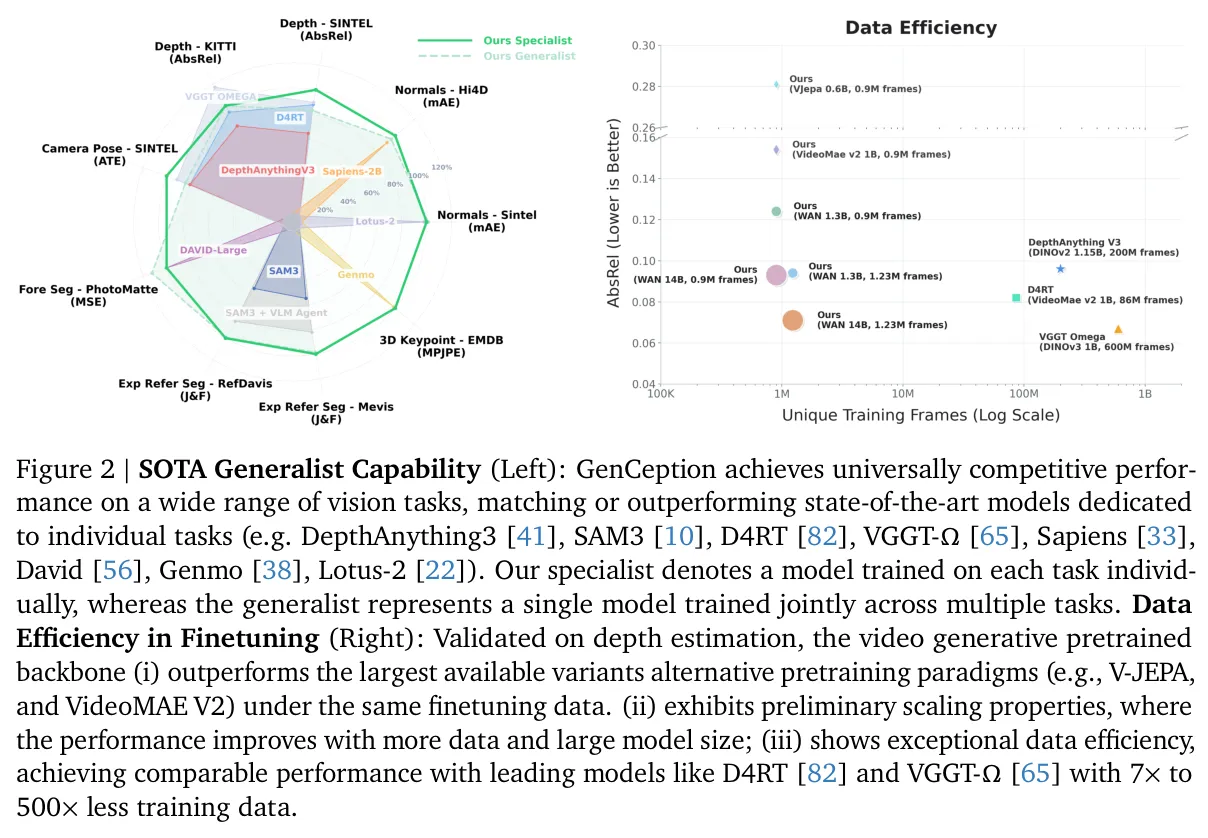 Depth - SINTEL
(AbsRel)
Depth - KITTI
(AbsRel)
Ours Specialist
Ours Generalist
VGGT OMEGA
D4RT
Normals - Hi4D
(mAE)
Camera Pose - SINTEL
(ATE)
DepthAnythingV3
Sapiens-2B
120%
100%
80%
60%
40%
20%
Lotus-2
Normals - Sintel
(mAE)
DAVID-Large
SAM3
Genmo
Fore Seg - PhotoMatte
(MSE)
SAM3 + VLM Agent
3D Keypoint - EMDB
(MPJPE)
Exp Refer Seg - RefDavis
(J&F)
Exp Refer Seg - Mevis
(J&F)
Data Efficiency
AbsRel (Lower is Better)
0.30
0.28
0.26
0.16
0.14
0.12
0.10
0.08
0.06
0.04
Ours
(VJepa 0.6B, 0.9M frames)
Ours
(VideoMae v2 1B, 0.9M frames)
Ours
(WAN 1.3B, 0.9M frames)
Ours
(WAN 14B, 0.9M frames)
Ours
(WAN 1.3B, 1.23M frames)
DepthAnything V3
(DINOv2 1.15B, 200M frames)
D4RT
(VideoMae v2 1B, 86M frames)
Ours
(WAN 14B, 1.23M frames)
VGGT Omega
(DINOv3 1B, 600M frames)
100K
1M
10M
100M
1B
Unique Training Frames (Log Scale)
Figure 2 | SOTA Generalist Capability (Left): GenCeption achieves universally competitive perfor-
mance on a wide range of vision tasks, matching or outperforming state-of-the-art models dedicated
to individual tasks (e.g. DepthAnything3 [41], SAM3 [10], D4RT [82], VGGT-Ω [65], Sapiens [33],
David [56], Genmo [38], Lotus-2 [22]). Our specialist denotes a model trained on each task individ-
ually, whereas the generalist represents a single model trained jointly across multiple tasks. Data
Efficiency in Finetuning (Right): Validated on depth estimation, the video generative pretrained
backbone (i) outperforms the largest available variants alternative pretraining paradigms (e.g., V-JEPA,
and VideoMAE V2) under the same finetuning data. (ii) exhibits preliminary scaling properties, where
the performance improves with more data and large model size; (iii) shows exceptional data efficiency,
achieving comparable performance with leading models like D4RT [82] and VGGT-Ω [65] with 7× to
500× less training data.